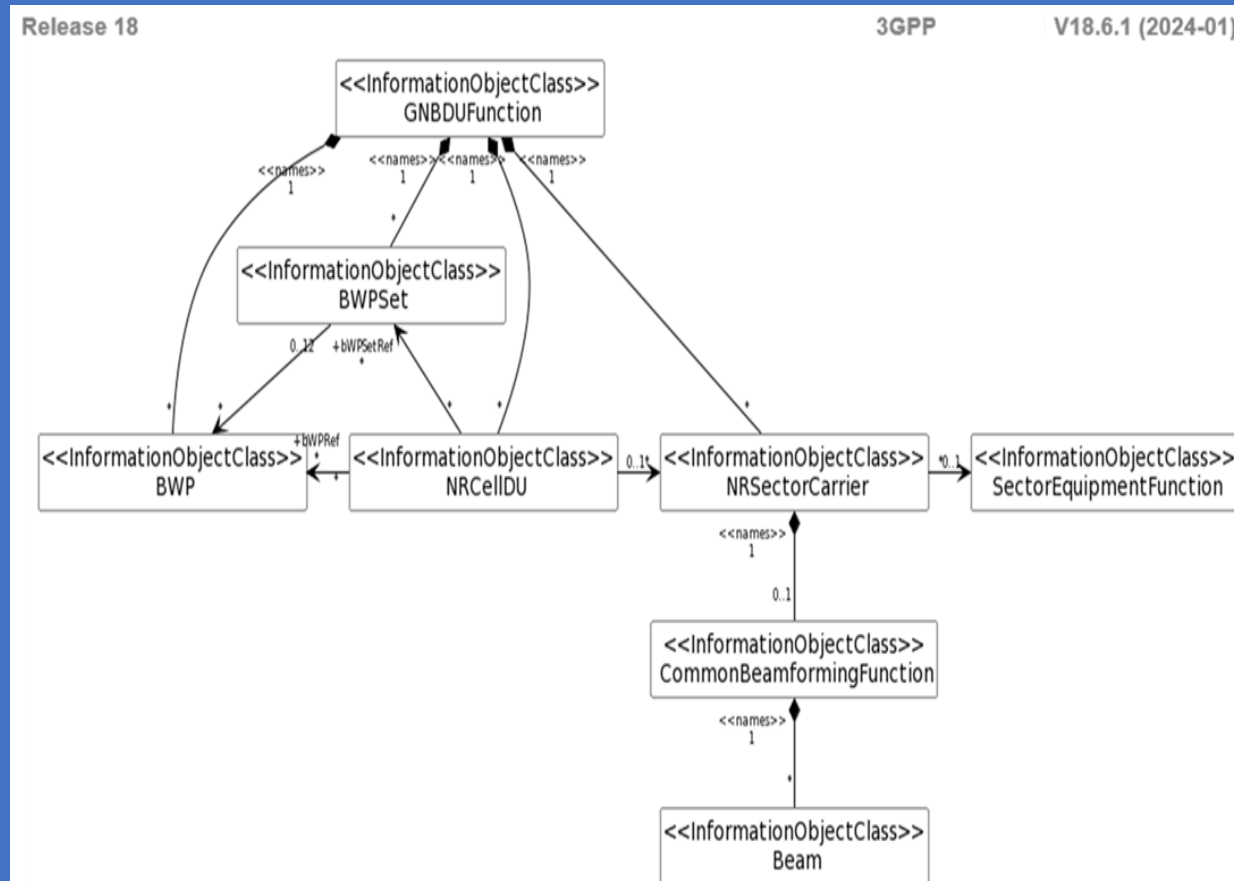 Release 18 3GPP V18.6.1 (2024-01)
<<InformationObjectClass>>
GNBDUFunction
<<names>> <<names>> <<names>> <<names>>
1 1 1 1
*
<<InformationObjectClass>>
BWPSet
0..12 +bWPSetRef
*
* * * * *
+bWPRef
*
<<InformationObjectClass>>
BWP
*
<<InformationObjectClass>>
NRCellDU
0..1*
<<InformationObjectClass>>
NRSectorCarrier
*0..1
<<InformationObjectClass>>
SectorEquipmentFunction
<<names>>
1
0..1
<<InformationObjectClass>>
CommonBeamformingFunction
<<names>>
1
*
<<InformationObjectClass>>
Beam